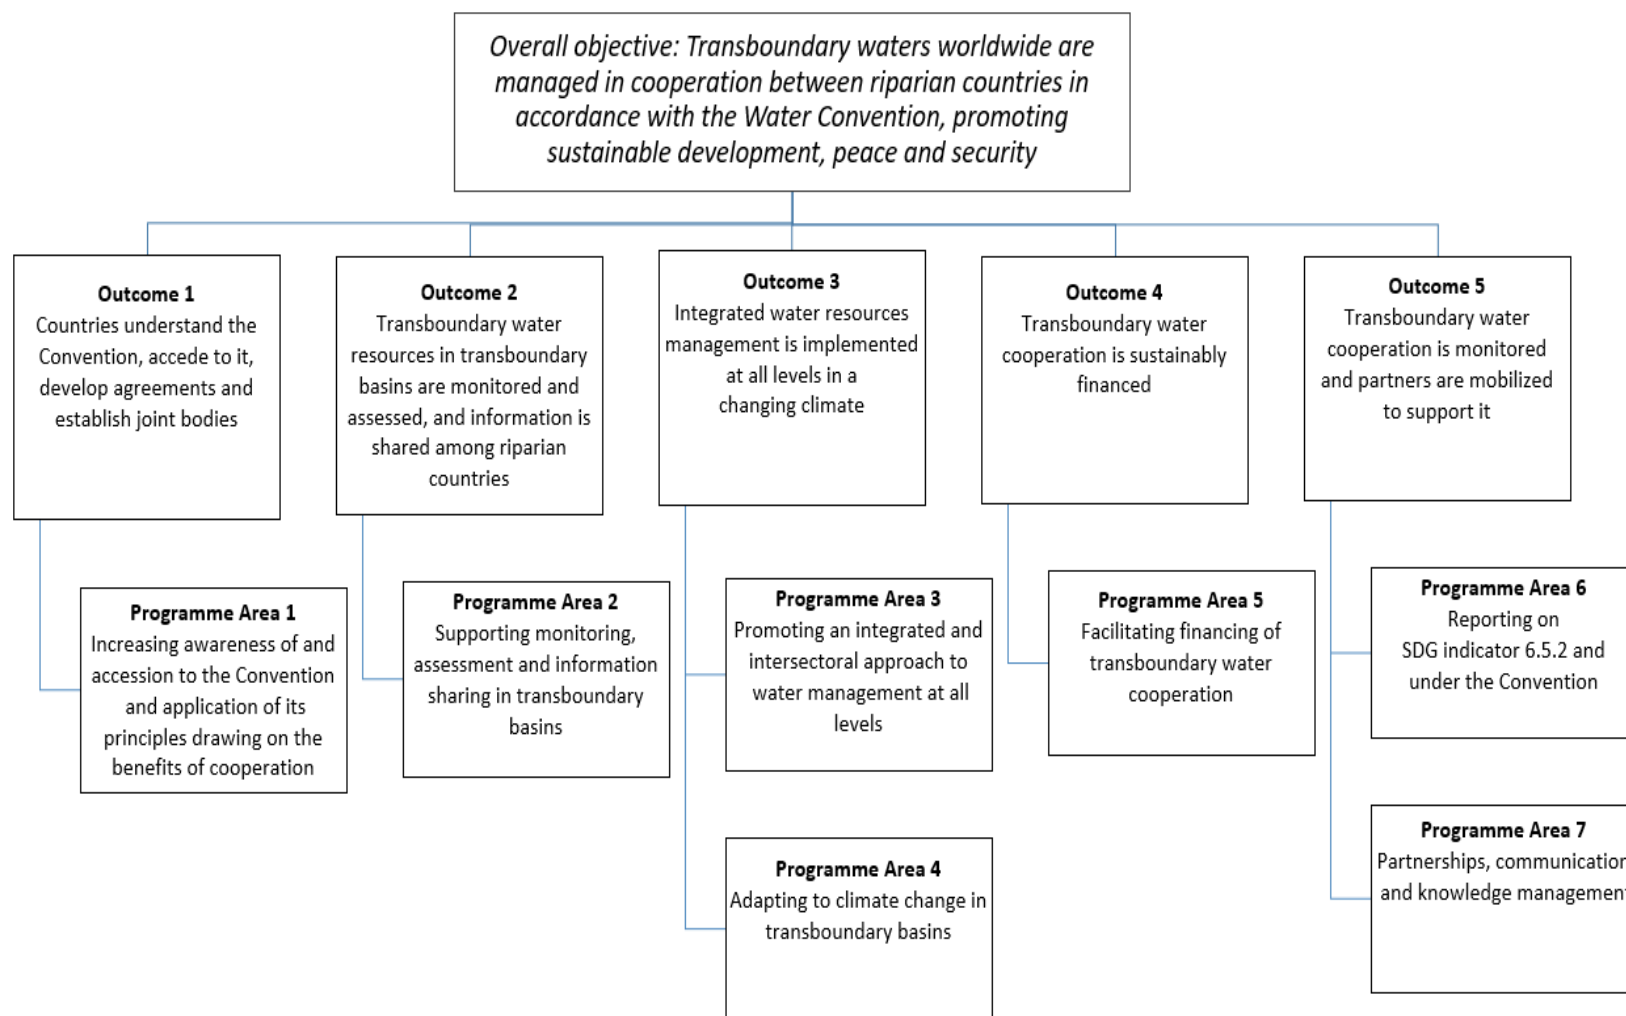 Overall objective: Transboundary waters worldwide are
managed in cooperation between riparian countries in
accordance with the Water Convention, promoting
sustainable development, peace and security
Outcome 1
Countries understand the
Convention, accede to it,
develop agreements and
establish joint bodies
Outcome 2
Transboundary water
resources in transboundary
basins are monitored and
assessed, and information is
shared among riparian
countries
Outcome 3
Integrated water resources
management is implemented
at all levels in a
changing climate
Outcome 4
Transboundary water
cooperation is sustainably
financed
Outcome 5
Transboundary water
cooperation is monitored
and partners are mobilized
to support it
Programme Area 1
Increasing awareness of and
accession to the Convention
and application of its
principles drawing on the
benefits of cooperation
Programme Area 2
Supporting monitoring,
assessment and information
sharing in transboundary
basins
Programme Area 3
Promoting an integrated and
intersectoral approach to
water management at all
levels
Programme Area 4
Adapting to climate change in
transboundary basins
Programme Area 5
Facilitating financing of
transboundary water
cooperation
Programme Area 6
Reporting on
SDG indicator 6.5.2 and
under the Convention
Programme Area 7
Partnerships, communication
and knowledge management